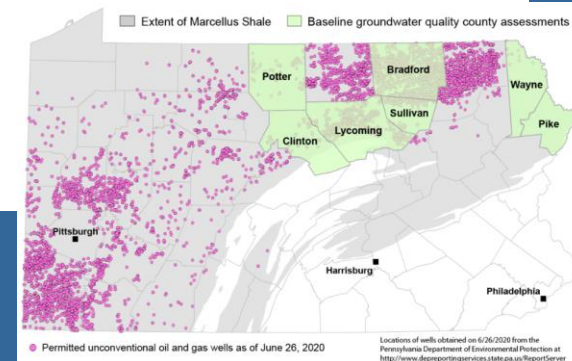 Extent of Marcellus Shale
Baseline groundwater quality county assessments
Potter
Bradford
Wayne
Sullivan
Pike
Clinton
Lycoming
Pittsburgh
Harrisburg
Philadelphia
Permitted unconventional oil and gas wells as of June 26, 2020
Locations of wells obtained on 6/26/2020 from the
Pennsylvania Department of Environmental Protection at
http://www.depreportingservices.state.pa.us/ReportServer